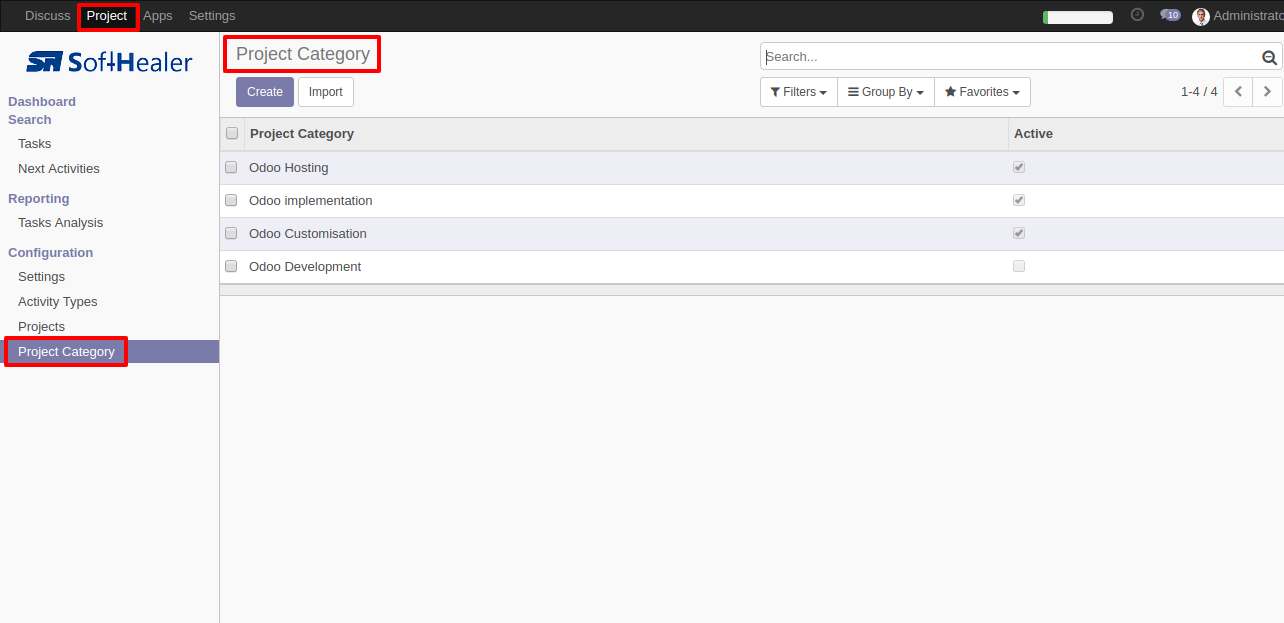 Discuss Project Apps Settings 10 Administrato
SoftHealer
Dashboard
Search
Tasks
Next Activities
Reporting
Tasks Analysis
Configuration
Settings
Activity Types
Projects
Project Category
Project Category
Search...
Create Import
Filters Group By Favorites 1-4 / 4
Project Category Active
Odoo Hosting
Odoo implementation
Odoo Customisation
Odoo Development